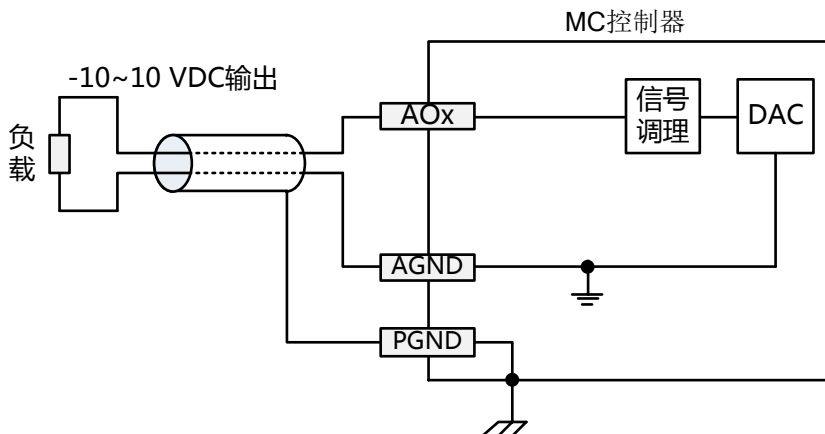 MC控制器
-10~10 VDC输出
AOx
信号
调理
DAC
负
载
AGND
PGND